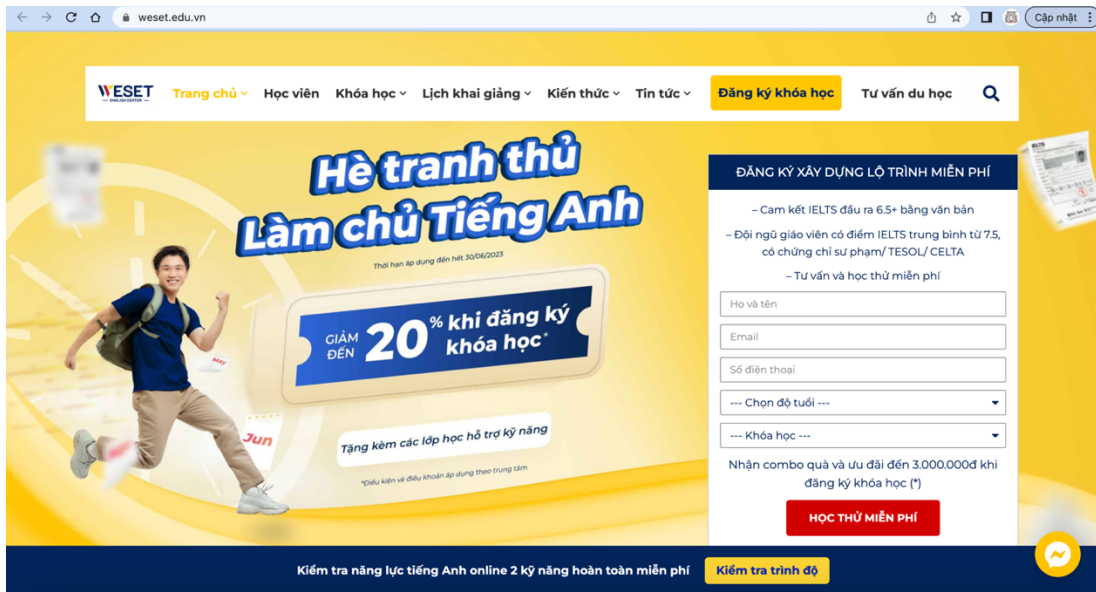 weset.edu.vn
Cập nhật
WESET
ENGLISH CENTER
Trang chủ
Học viên
Khóa học
Lịch khai giảng
Kiến thức
Tin tức
Đăng ký khóa học
Tư vấn du học
Hè tranh thủ
Làm chủ Tiếng Anh
Thời hạn áp dụng đến hết 30/06/2023
GIẢM
ĐẾN
20% khi đăng ký
khóa học*
MAY
Jun
Tặng kèm các lớp học hỗ trợ kỹ năng
*Điều kiện và điều khoản áp dụng theo trung tâm
IELTS
ĐĂNG KÝ XÂY DỰNG LỘ TRÌNH MIỄN PHÍ
– Cam kết IELTS đầu ra 6.5+ bằng văn bản
– Đội ngũ giáo viên có điểm IELTS trung bình từ 7.5,
có chứng chỉ sư phạm/ TESOL/ CELTA
– Tư vấn và học thử miễn phí
Họ và tên
Email
Số điện thoại
--- Chọn độ tuổi ---
--- Khóa học ---
Nhận combo quà và ưu đãi đến 3.000.000đ khi
đăng ký khóa học (*)
HỌC THỬ MIỄN PHÍ
Kiểm tra năng lực tiếng Anh online 2 kỹ năng hoàn toàn miễn phí
Kiểm tra trình độ